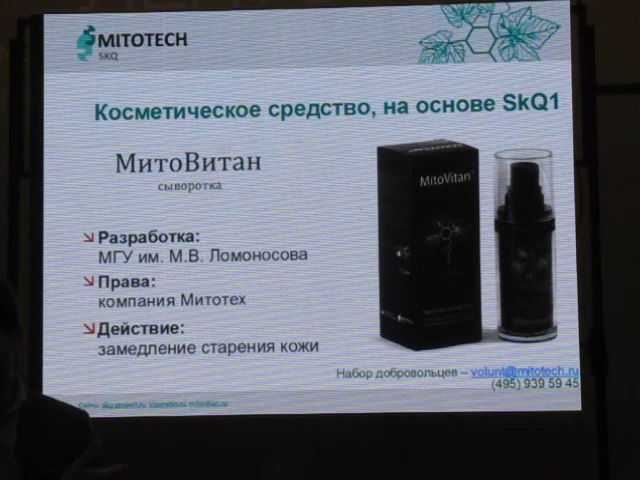 MITOTECH
SKQ
Косметическое средство, на основе SkQ1
МитоВитан
сыворотка
MitoVitan
Разработка:
МГУ им. М.В. Ломоносова
Права:
компания Митотех
Действие:
замедление старения кожи
Набор добровольцев – volunt@mitotech.ru
(495) 939 59 45